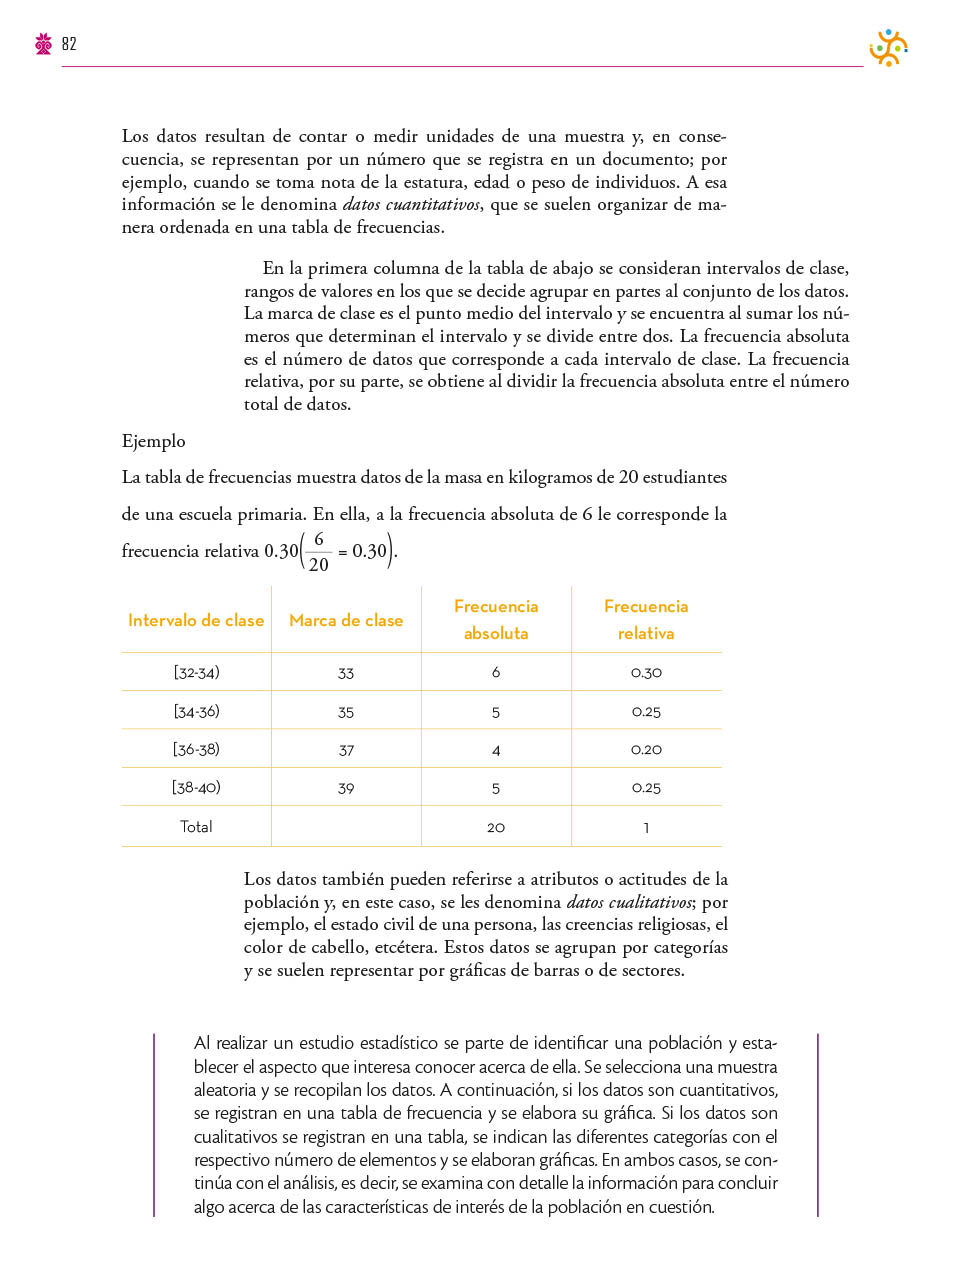 82
Los datos resultan de contar o medir unidades de una muestra y, en conse-
cuencia, se representan por un número que se registra en un documento; por
ejemplo, cuando se toma nota de la estatura, edad o peso de individuos. A esa
información se le denomina datos cuantitativos, que se suelen organizar de ma-
nera ordenada en una tabla de frecuencias.
En la primera columna de la tabla de abajo se consideran intervalos de clase,
rangos de valores en los que se decide agrupar en partes al conjunto de los datos.
La marca de clase es el punto medio del intervalo y se encuentra al sumar los nú-
meros que determinan el intervalo y se divide entre dos. La frecuencia absoluta
es el número de datos que corresponde a cada intervalo de clase. La frecuencia
relativa, por su parte, se obtiene al dividir la frecuencia absoluta entre el número
total de datos.
Ejemplo
La tabla de frecuencias muestra datos de la masa en kilogramos de 20 estudiantes
de una escuela primaria. En ella, a la frecuencia absoluta de 6 le corresponde la
frecuencia relativa 0.30(6/20 = 0.30).
Intervalo de clase Marca de clase Frecuencia absoluta Frecuencia relativa
[32-34) 33 6 0.30
[34-36) 35 5 0.25
[36-38) 37 4 0.20
[38-40) 39 5 0.25
Total 20 1
Los datos también pueden referirse a atributos o actitudes de la
población y, en este caso, se les denomina datos cualitativos; por
ejemplo, el estado civil de una persona, las creencias religiosas, el
color de cabello, etcétera. Estos datos se agrupan por categorías
y se suelen representar por gráficas de barras o de sectores.
Al realizar un estudio estadístico se parte de identificar una población y esta-
blecer el aspecto que interesa conocer acerca de ella. Se selecciona una muestra
aleatoria y se recopilan los datos. A continuación, si los datos son cuantitativos,
se registran en una tabla de frecuencia y se elabora su gráfica. Si los datos son
cualitativos se registran en una tabla, se indican las diferentes categorías con el
respectivo número de elementos y se elaboran gráficas. En ambos casos, se con-
tinúa con el análisis, es decir, se examina con detalle la información para concluir
algo acerca de las características de interés de la población en cuestión.